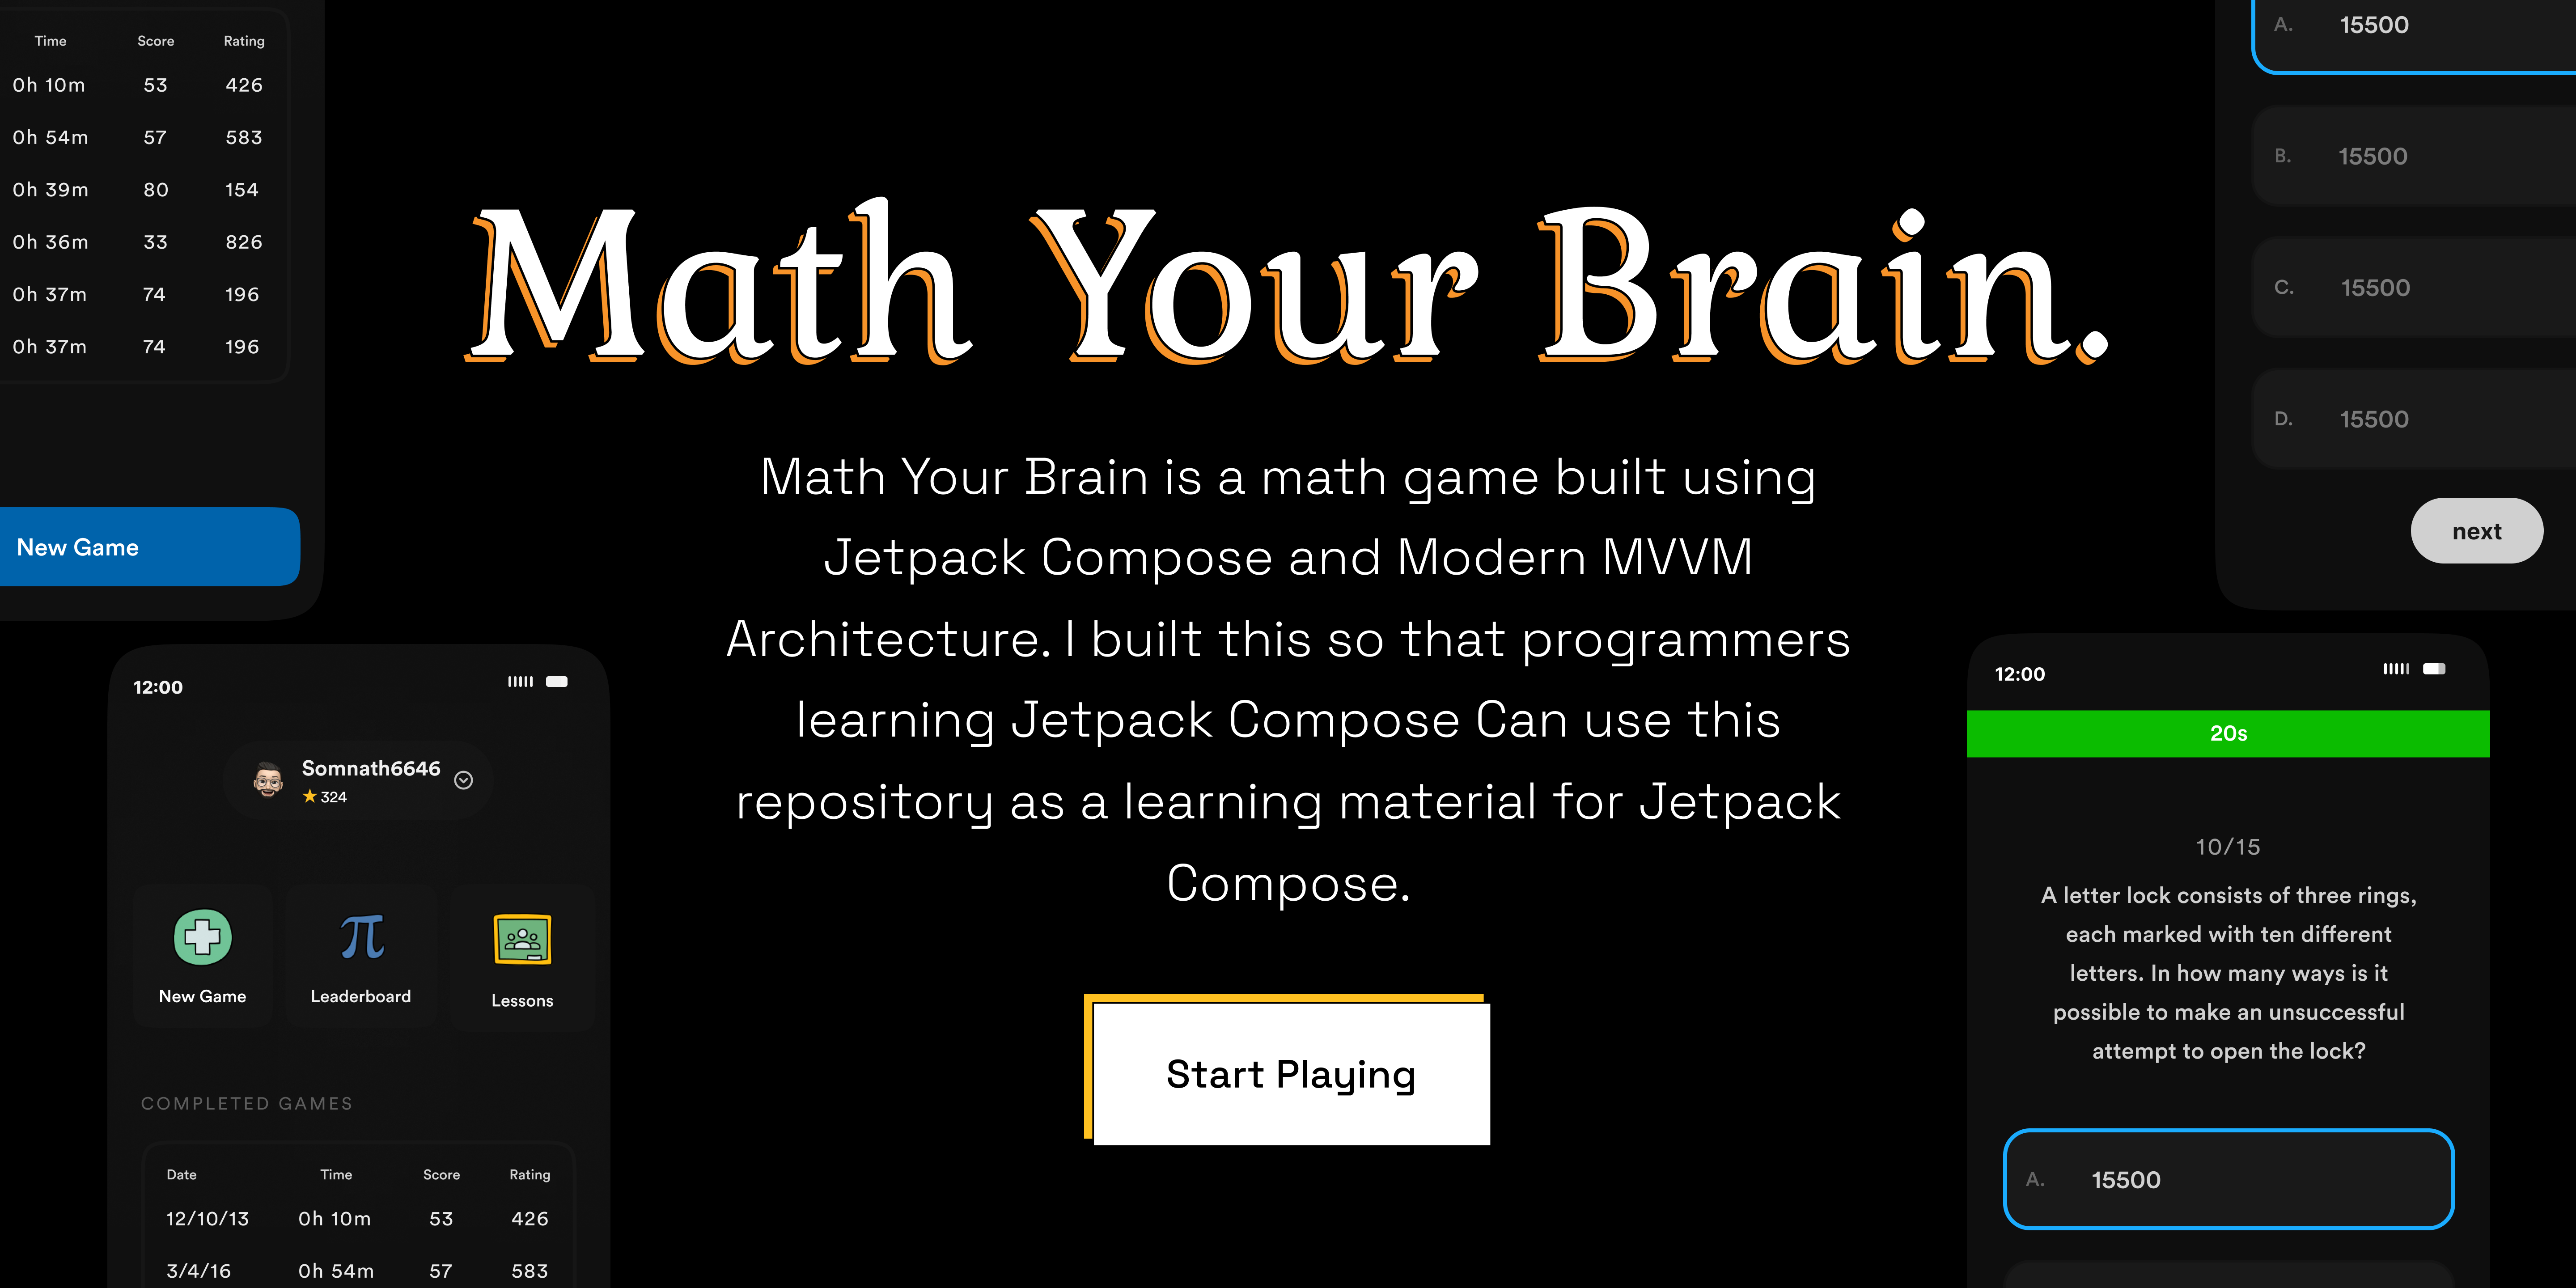 Time Score Rating
0h 10m 53 426
0h 54m 57 583
0h 39m 80 154
0h 36m 33 826
0h 37m 74 196
0h 37m 74 196
New Game
12:00
Somnath6646
324
New Game Leaderboard Lessons
COMPLETED GAMES
Date Time Score Rating
12/10/13 0h 10m 53 426
3/4/16 0h 54m 57 583
Math Your Brain.
Math Your Brain is a math game built using
Jetpack Compose and Modern MVVM
Architecture. I built this so that programmers
learning Jetpack Compose Can use this
repository as a learning material for Jetpack
Compose.
Start Playing
A. 15500
B. 15500
C. 15500
D. 15500
next
12:00
20s
10/15
A letter lock consists of three rings,
each marked with ten different
letters. In how many ways is it
possible to make an unsuccessful
attempt to open the lock?
A. 15500